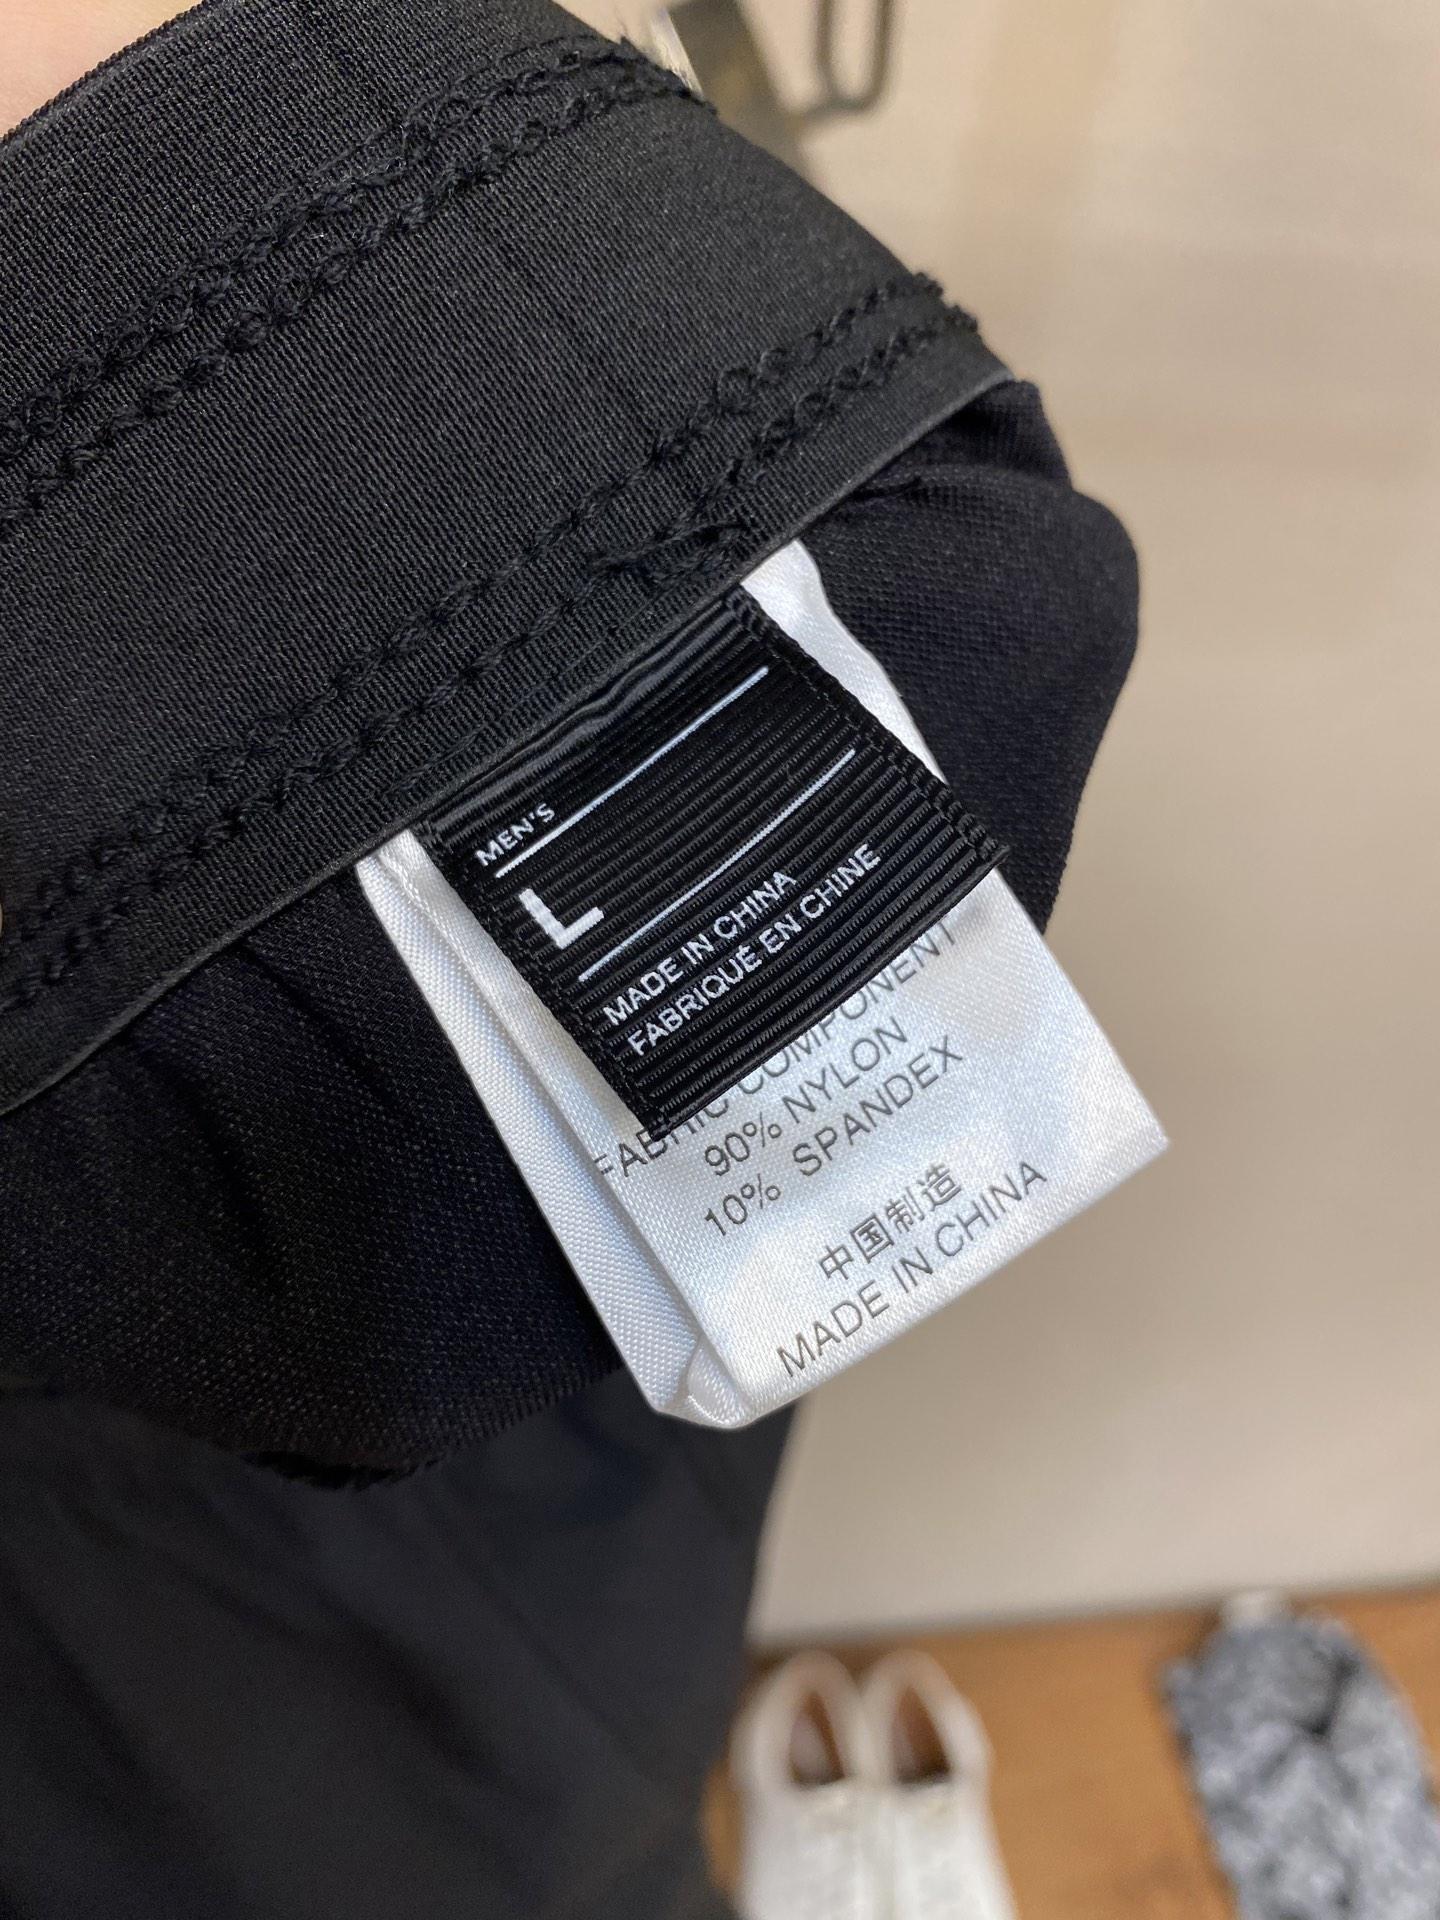 MEN'S
L
MADE IN CHINA
FABRIQUÉ EN CHINE
FABRIC COMPONENT
90% NYLON
10% SPANDEX
中国制造
MADE IN CHINA